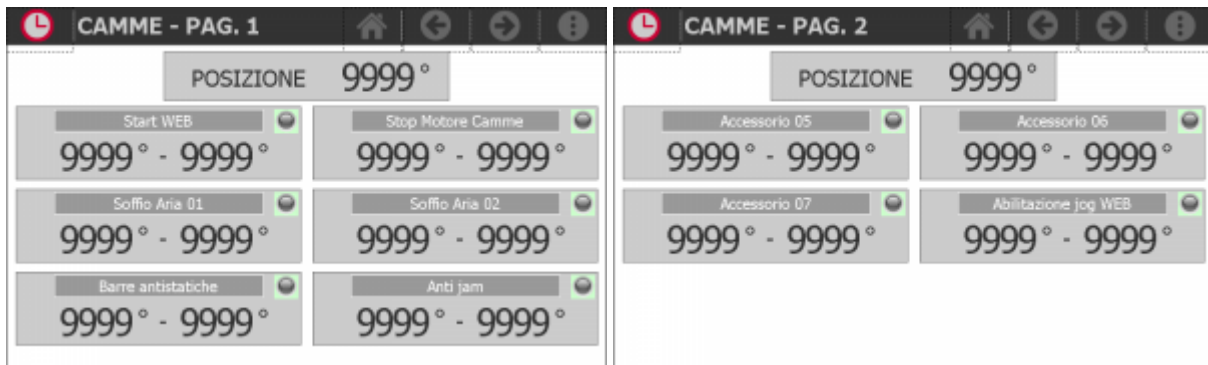 CAMME - PAG. 1
POSIZIONE 9999°
Start WEB
9999° - 9999°
Stop Motore Camme
9999° - 9999°
Soffio Aria 01
9999° - 9999°
Soffio Aria 02
9999° - 9999°
Barre antistatiche
9999° - 9999°
Anti jam
9999° - 9999°
CAMME - PAG. 2
POSIZIONE 9999°
Accessorio 05
9999° - 9999°
Accessorio 06
9999° - 9999°
Accessorio 07
9999° - 9999°
Abilitazione jog WEB
9999° - 9999°